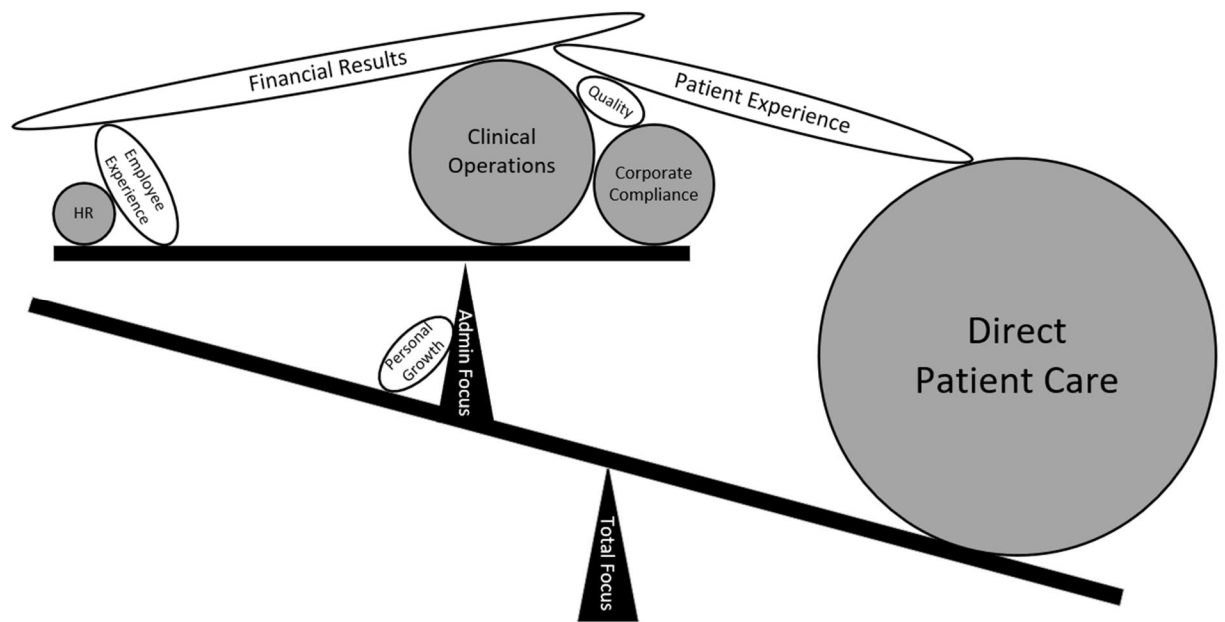 Financial Results
Patient Experience
Quality
Clinical
Operations
Corporate
Compliance
Employee
Experience
HR
Personal
Growth
Admin Focus
Direct
Patient Care
Total Focus